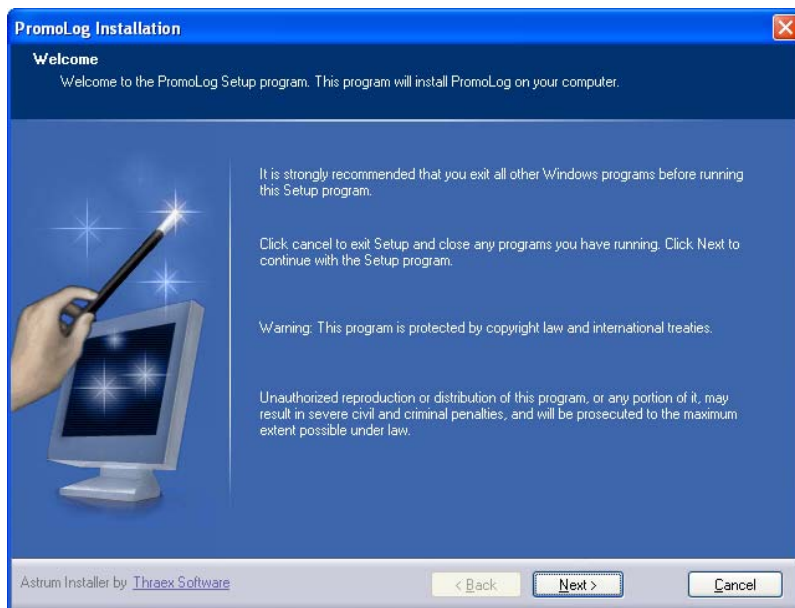 PromoLog Installation
Welcome
Welcome to the PromoLog Setup program. This program will install PromoLog on your computer.
It is strongly recommended that you exit all other Windows programs before running
this Setup program.
Click cancel to exit Setup and close any programs you have running. Click Next to
continue with the Setup program.
Warning: This program is protected by copyright law and international treaties.
Unauthorized reproduction or distribution of this program, or any portion of it, may
result in severe civil and criminal penalties, and will be prosecuted to the maximum
extent possible under law.
Astrum Installer by Thraex Software
< Back
Next >
Cancel